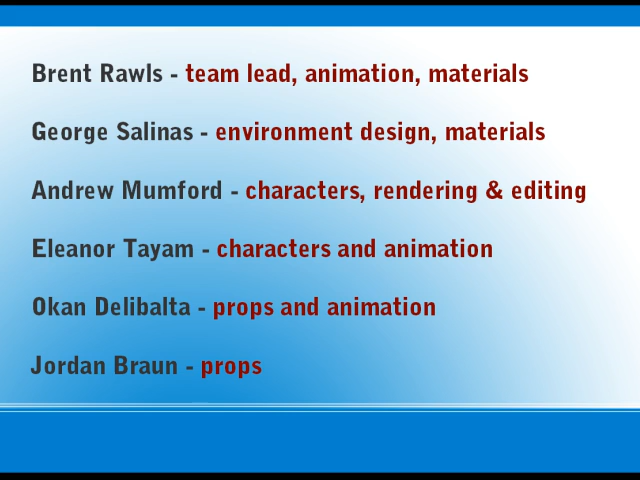 Brent Rawls - team lead, animation, materials
George Salinas - environment design, materials
Andrew Mumford - characters, rendering & editing
Eleanor Tayam - characters and animation
Okan Delibalta - props and animation
Jordan Braun - props